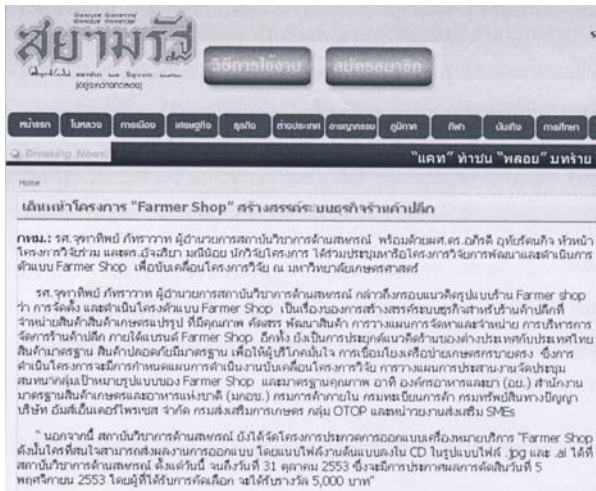 สยามรัฐ
วิธีการใช้งาน สมัครสมาชิก
หน้าแรก ในหลวง การเมือง เศรษฐกิจ ธุรกิจ ต่างประเทศ อาชญากรรม ภูมิภาค กีฬา บันเทิง การศึกษา
Breaking News: "แคท" ท้าชน "พลอย" บทร้าย
Home
เดินหน้าโครงการ "Farmer Shop" สร้างสรรค์ระบบธุรกิจร้านค้าปลีก
กทม.: รศ.จุฑาทิพย์ ภัทราวาท ผู้อำนวยการสถาบันวิชาการด้านสหกรณ์ พร้อมด้วยผศ.ดร.อภิรดี อุทัยรัตนกิจ หัวหน้า
โครงการวิจัยร่วม และดร.อัจฉริยา มณีน้อย นักวิจัยโครงการ ได้ร่วมประชุมหารือโครงการวิจัยการพัฒนาและดำเนินการ
ตัวแบบ Farmer Shop เพื่อขับเคลื่อนโครงการวิจัย ณ มหาวิทยาลัยเกษตรศาสตร์
รศ.จุฑาทิพย์ ภัทราวาท ผู้อำนวยการสถาบันวิชาการด้านสหกรณ์ กล่าวถึงกรอบแนวคิดรูปแบบร้าน Farmer shop
ว่า การจัดตั้ง และดำเนินโครงการตัวแบบ Farmer Shop เป็นเรื่องของการสร้างสรรค์ระบบธุรกิจสำหรับร้านค้าปลีกที่
จำหน่ายสินค้าสินค้าเกษตรแปรรูป ที่มีคุณภาพ คัดสรร พัฒนาสินค้า การวางแผนการจัดหาและจำหน่าย การบริหารการ
จัดการร้านค้าปลีก ภายใต้แบรนด์ Farmer Shop อีกทั้ง ยังเป็นการประยุกต์แนวคิดร้านของต่างประเทศกับประเทศไทย
สินค้ามาตรฐาน สินค้าปลอดภัยมีมาตรฐาน เพื่อให้ผู้บริโภคมั่นใจ การเชื่อมโยงเครือข่ายเกษตรกรขยายตรง ซึ่งการ
ดำเนินโครงการจะมีการกำหนดแผนการดำเนินงานขับเคลื่อนโครงการวิจัย การวางแผนการประสานงานจัดประชุม
สนทนากลุ่มเป้าหมายรูปแบบของ Farmer Shop และมาตรฐานคุณภาพ อาทิ องค์กรอาหารและยา (อย.) สำนักงาน
มาตรฐานสินค้าเกษตรและอาหารแห่งชาติ (มกอช.) กรมการค้าภายใน กรมทะเบียนการค้า กรมทรัพย์สินทางปัญญา
บริษัท อัมส์เอ็นเตอร์ไพรเซส จำกัด กรมส่งเสริมการเกษตร กลุ่ม OTOP และหน่วยงานส่งเสริม SMEs
" นอกจากนี้ สถาบันวิชาการด้านสหกรณ์ ยังได้จัดโครงการประกวดการออกแบบเครื่องหมายบริการ "Farmer Shop
ดังนั้นใครที่สนใจสามารถส่งผลงานการออกแบบ โดยแนบไฟล์งานต้นแบบลงใน CD ในรูปแบบไฟล์ .jpg และ .ai ได้ที่
สถาบันวิชาการด้านสหกรณ์ ตั้งแต่วันนี้ จนถึงวันที่ 31 ตุลาคม 2553 ซึ่งจะมีการประกาศผลการตัดสินวันที่ 5
พฤศจิกายน 2553 โดยผู้ที่ได้รับการคัดเลือก จะได้รับรางวัล 5,000 บาท"